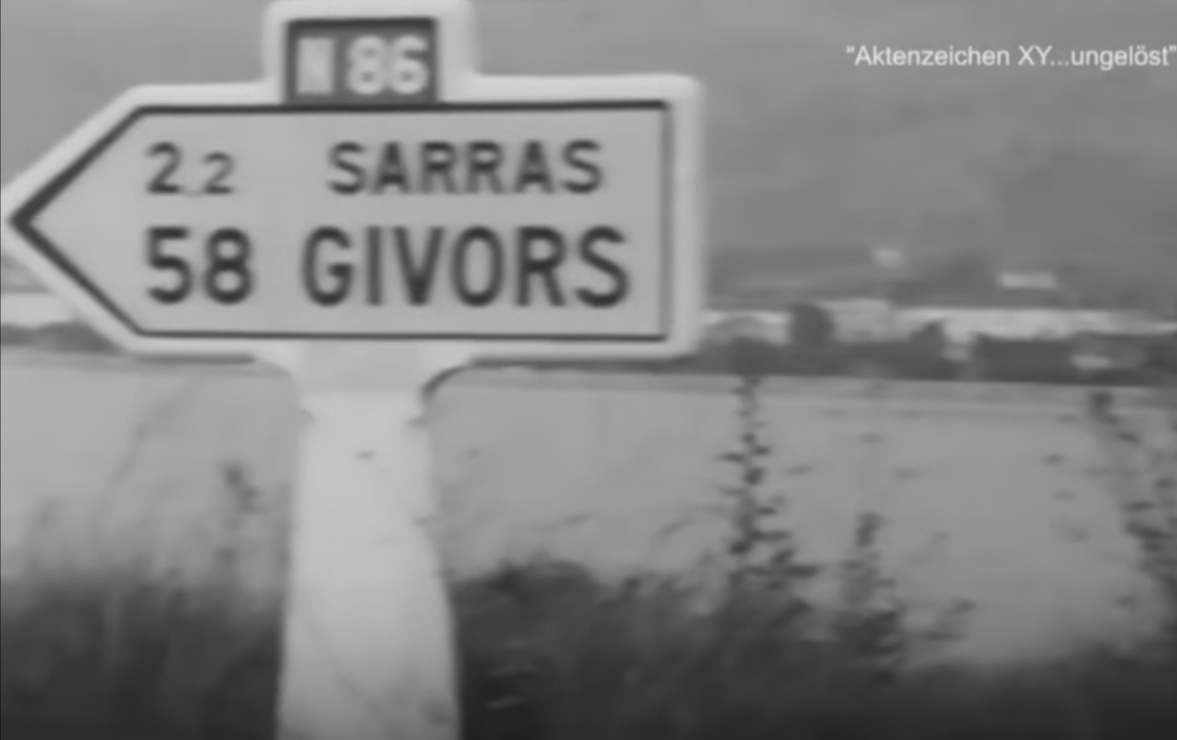 N 86
"Aktenzeichen XY...ungelöst"
2,2 SARRAS
58 GIVORS